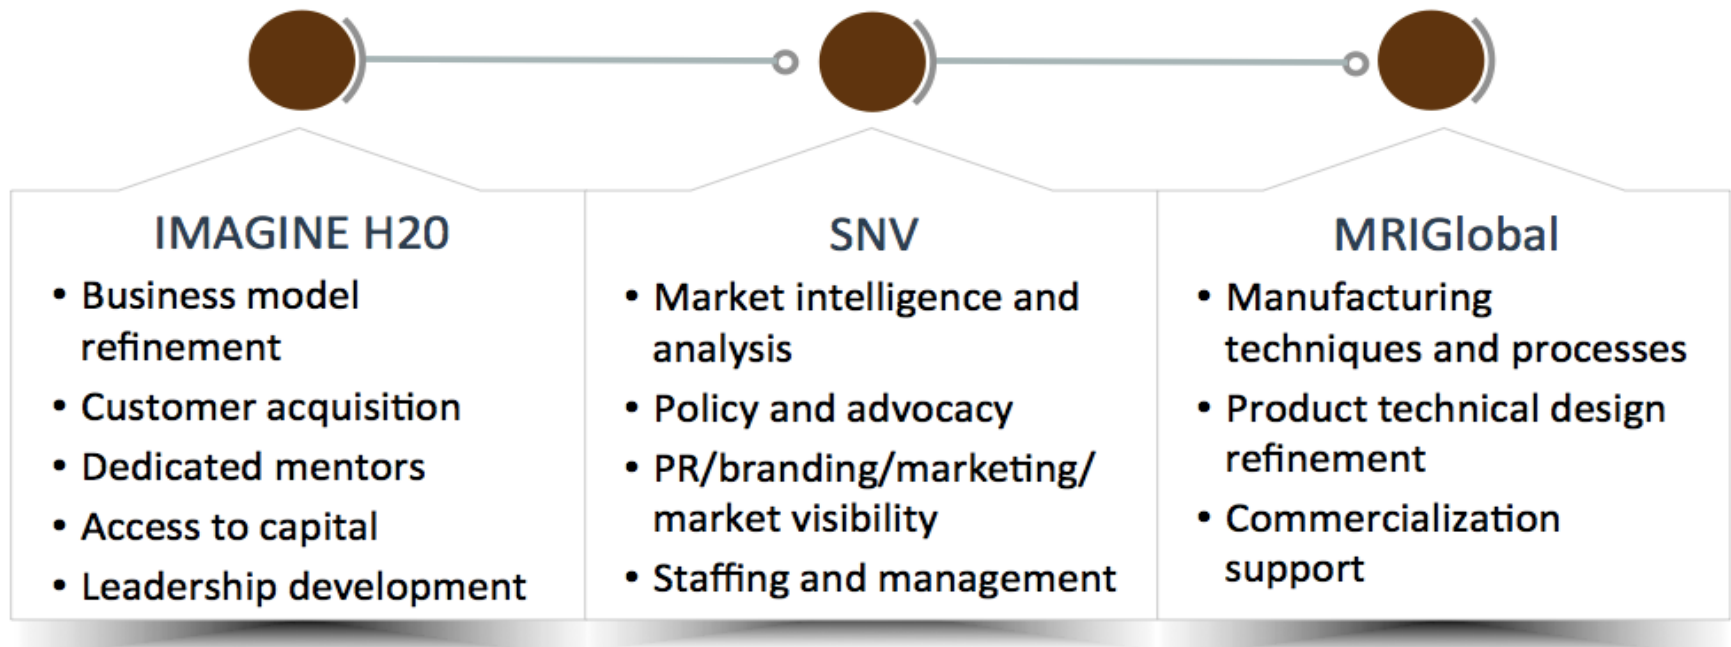 IMAGINE H20
• Business model
refinement
• Customer acquisition
• Dedicated mentors
• Access to capital
• Leadership development
SNV
• Market intelligence and
analysis
• Policy and advocacy
• PR/branding/marketing/
market visibility
• Staffing and management
MRIGlobal
• Manufacturing
techniques and processes
• Product technical design
refinement
• Commercialization
support